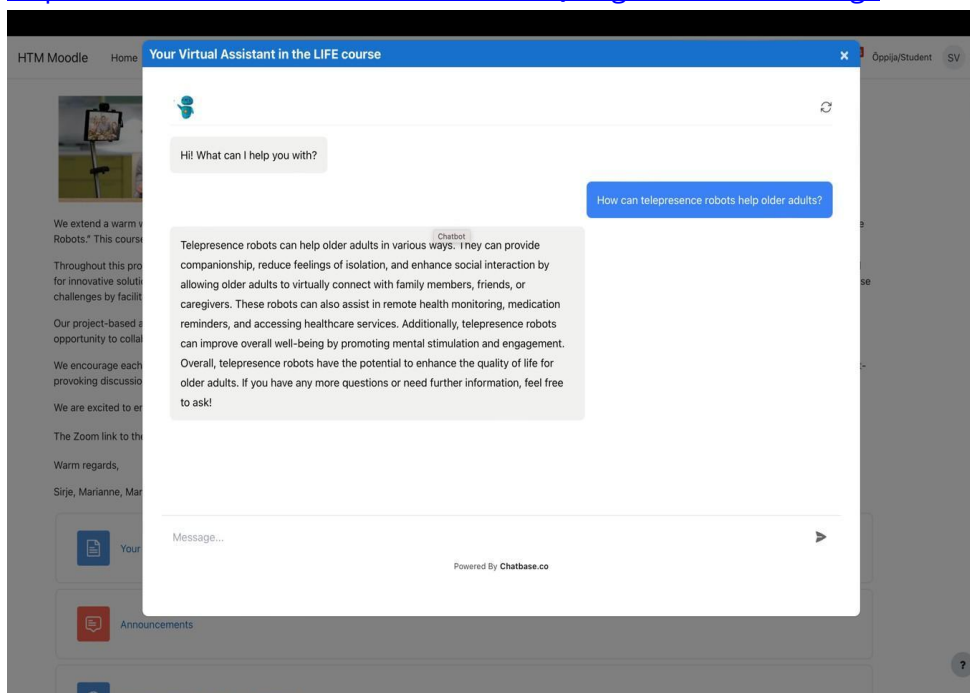 HTM Moodle Home
Your Virtual Assistant in the LIFE course
×
Õppija/Student SV
Hi! What can I help you with?
How can telepresence robots help older adults?
Chatbot
Telepresence robots can help older adults in various ways. They can provide
companionship, reduce feelings of isolation, and enhance social interaction by
allowing older adults to virtually connect with family members, friends, or
caregivers. These robots can also assist in remote health monitoring, medication
reminders, and accessing healthcare services. Additionally, telepresence robots
can improve overall well-being by promoting mental stimulation and engagement.
Overall, telepresence robots have the potential to enhance the quality of life for
older adults. If you have any more questions or need further information, feel free
to ask!
We extend a warm
Robots." This course
Throughout this
for innovative
challenges by
Our project-based
opportunity to
We encourage each
provoking
We are excited to
The Zoom link to
Warm regards,
Sirje, Marianne,
Message...
Powered By Chatbase.co
Your
Announcements
?